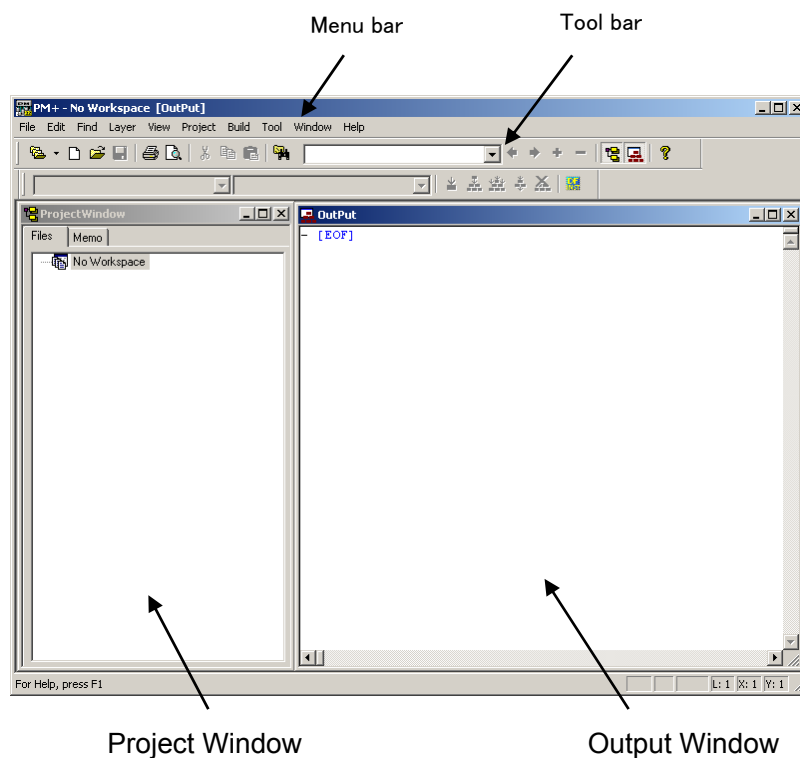 Menu bar
Tool bar
PM+ - No Workspace [OutPut]
File Edit Find Layer View Project Build Tool Window Help
ProjectWindow
Files Memo
No Workspace
OutPut
[EOF]
For Help, press F1
L: 1 X: 1 Y: 1
Project Window
Output Window